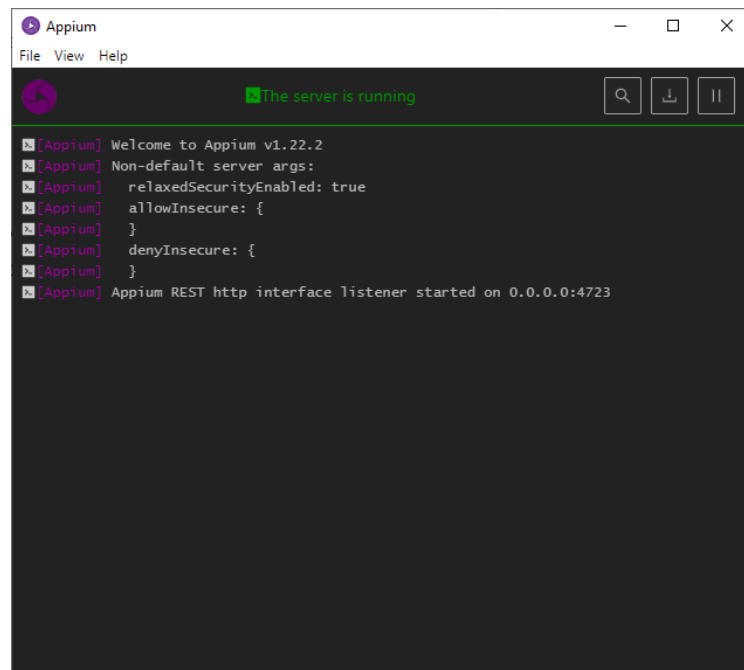 Appium
File View Help
The server is running
[Appium] Welcome to Appium v1.22.2
[Appium] Non-default server args:
[Appium]   relaxedSecurityEnabled: true
[Appium]   allowInsecure: {
[Appium]   }
[Appium]   denyInsecure: {
[Appium]   }
[Appium] Appium REST http interface listener started on 0.0.0.0:4723